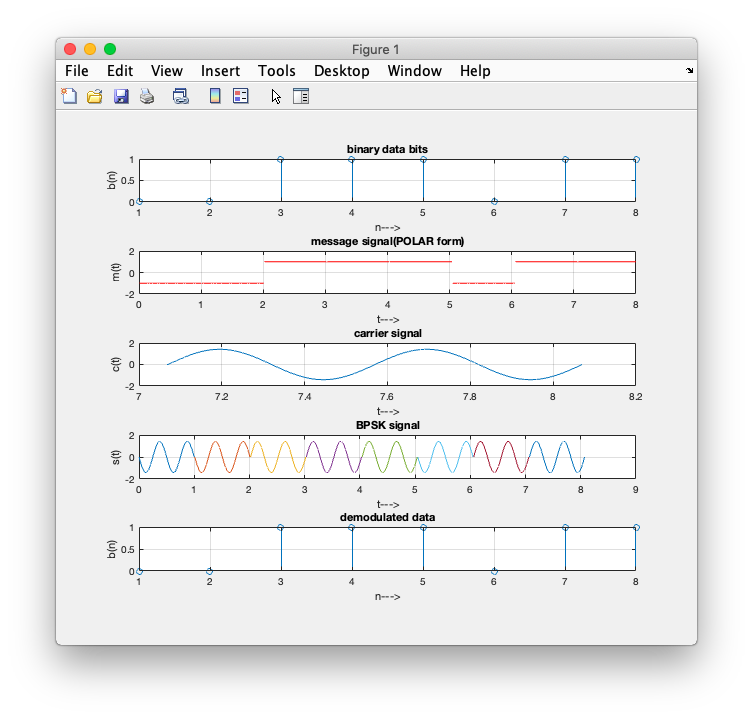 Figure 1
File Edit View Insert Tools Desktop Window Help
binary data bits
1
0.5
0
b(n)
1 2 3 4 5 6 7 8
n--->
message signal(POLAR form)
2
0
-2
m(t)
0 1 2 3 4 5 6 7 8
t--->
carrier signal
2
0
-2
c(t)
7 7.2 7.4 7.6 7.8 8 8.2
t--->
BPSK signal
2
0
-2
s(t)
0 1 2 3 4 5 6 7 8 9
t--->
demodulated data
1
0.5
0
b(n)
1 2 3 4 5 6 7 8
n--->